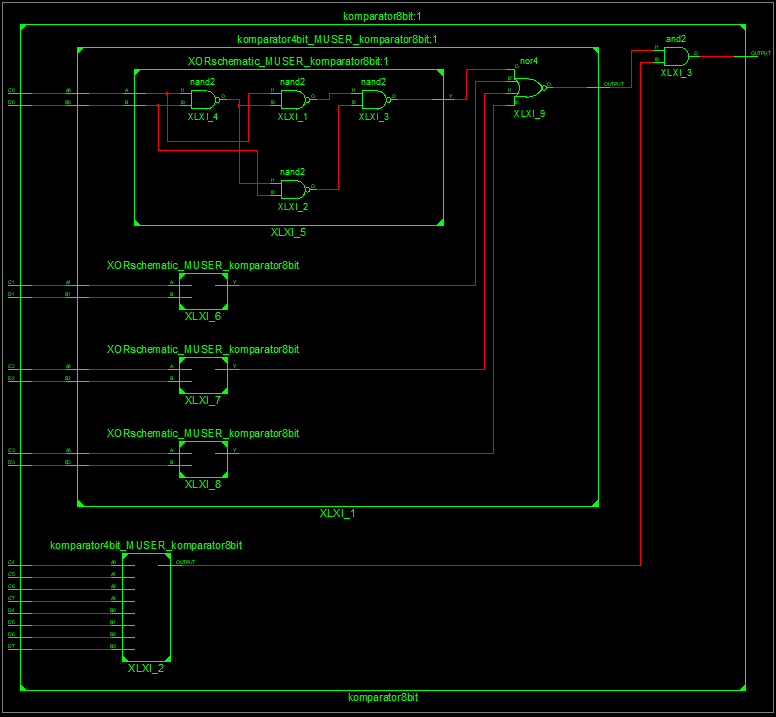 komparator8bit:1
and2
OUTPUT
XLXI_3
komparator4bit_MUSER_komparator8bit:1
XORschematic_MUSER_komparator8bit:1
nor4
nand2
nand2
nand2
C0
A0
A
Y
O
OUTPUT
D0
B0
B
XLXI_4
XLXI_1
XLXI_3
XLXI_9
nand2
XLXI_2
XLXI_5
XORschematic_MUSER_komparator8bit
C1
A1
A
Y
D1
B1
B
XLXI_6
XORschematic_MUSER_komparator8bit
C2
A2
A
Y
D2
B2
B
XLXI_7
XORschematic_MUSER_komparator8bit
C3
A
Y
D3
B3
B
XLXI_8
XLXI_1
komparator4bit_MUSER_komparator8bit
C4
A0
OUTPUT
C5
A1
C6
A2
C7
A3
D4
B0
D5
B1
D6
B2
D7
B3
XLXI_2
komparator8bit